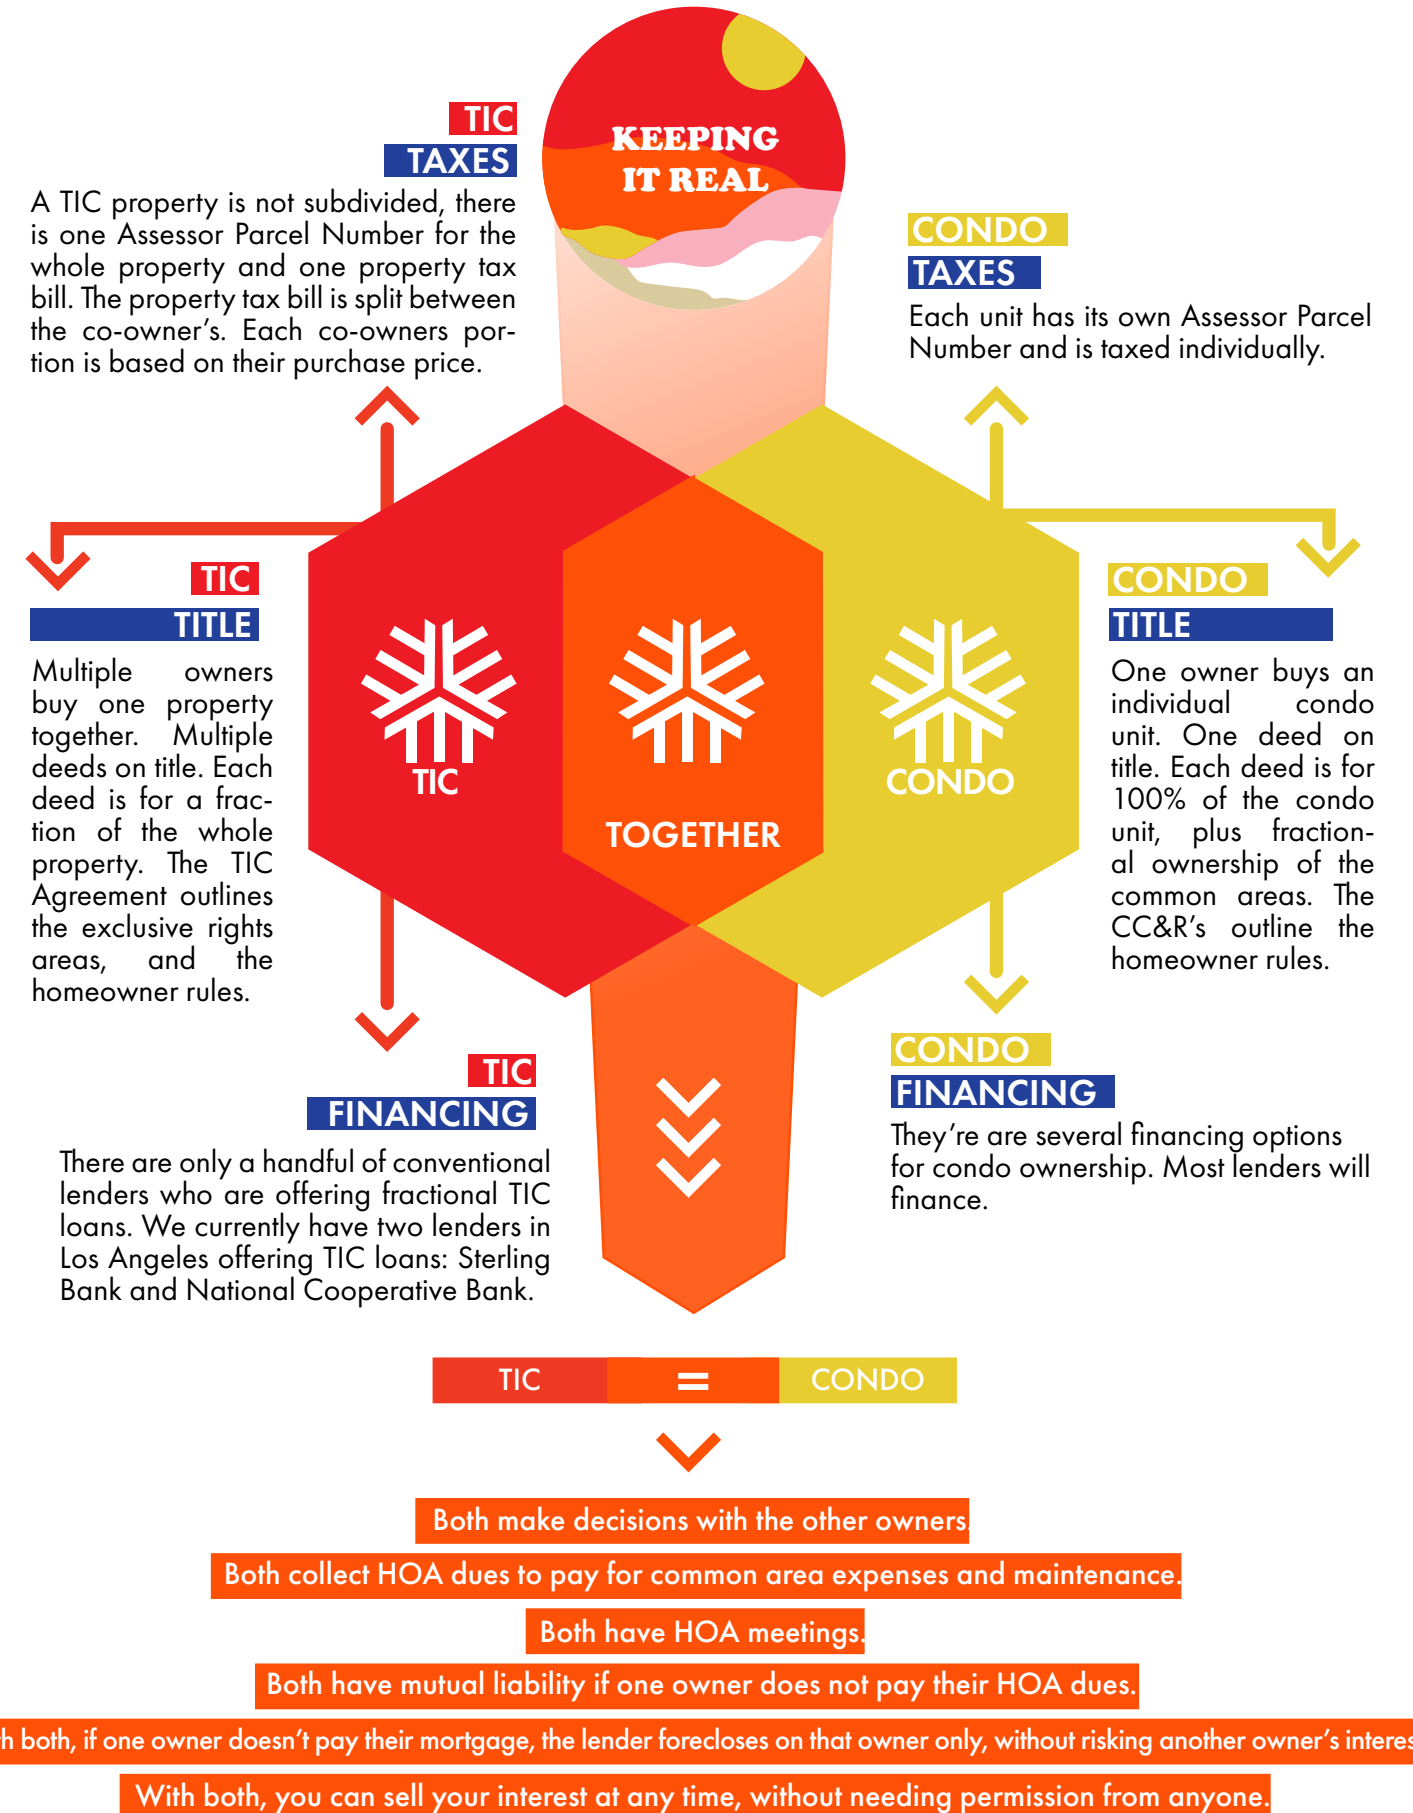 KEEPING
IT REAL
TIC
TAXES
A TIC property is not subdivided, there
is one Assessor Parcel Number for the
whole property and one property tax
bill. The property tax bill is split between
the co-owner's. Each co-owners por-
tion is based on their purchase price.
CONDO
TAXES
Each unit has its own Assessor Parcel
Number and is taxed individually.
TIC
TITLE
Multiple owners
buy one property
together. Multiple
deeds on title. Each
deed is for a frac-
tion of the whole
property. The TIC
Agreement outlines
the exclusive rights
areas, and the
homeowner rules.
TIC
TOGETHER
CONDO
CONDO
TITLE
One owner buys an
individual condo
unit. One deed on
title. Each deed is for
100% of the condo
unit, plus fraction-
al ownership of the
common areas. The
CC&R's outline the
homeowner rules.
TIC
FINANCING
There are only a handful of conventional
lenders who are offering fractional TIC
loans. We currently have two lenders in
Los Angeles offering TIC loans: Sterling
Bank and National Cooperative Bank.
CONDO
FINANCING
They're are several financing options
for condo ownership. Most lenders will
finance.
TIC = CONDO
Both make decisions with the other owners.
Both collect HOA dues to pay for common area expenses and maintenance.
Both have HOA meetings.
Both have mutual liability if one owner does not pay their HOA dues.
both, if one owner doesn't pay their mortgage, the lender forecloses on that owner only, without risking another owner's
With both, you can sell your interest at any time, without needing permission from anyone.